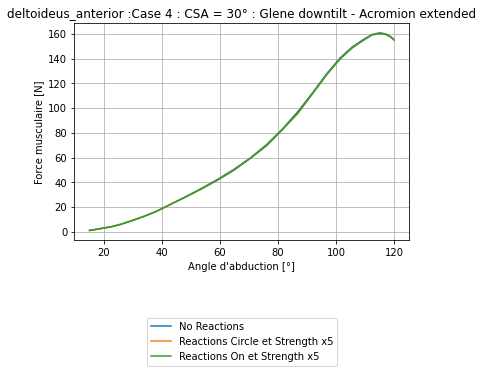 deltoideus_anterior :Case 4 : CSA = 30° : Glene downtilt - Acromion extended
160
140
120
100
80
60
40
20
0
Force musculaire [N]
20 40 60 80 100 120
Angle d'abduction [°]
No Reactions
Reactions Circle et Strength x5
Reactions On et Strength x5